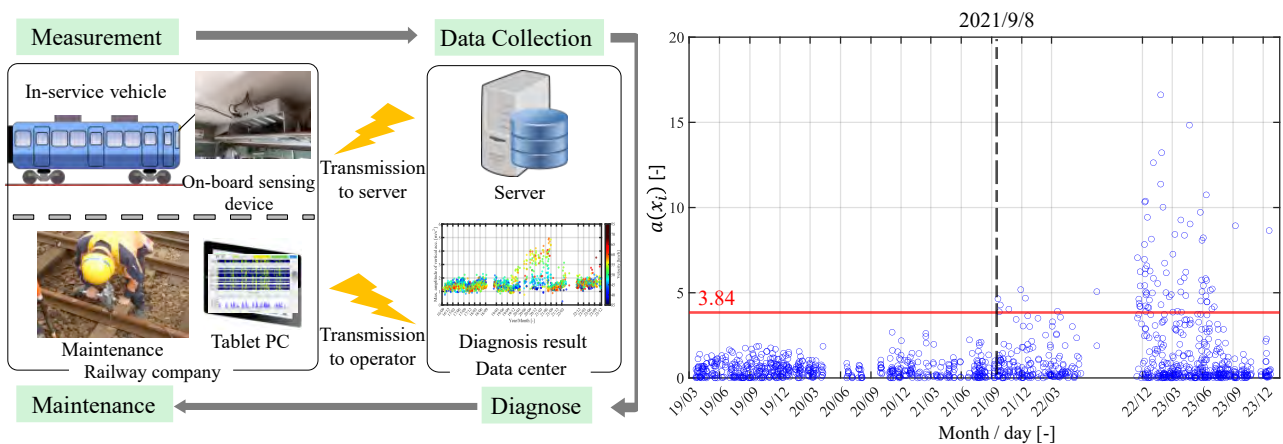 Measurement
Data Collection
In-service vehicle
On-board sensing
device
Transmission
to server
Server
Maintenance
Tablet PC
Railway company
Transmission
to operator
Diagnosis result
Data center
Maintenance
Diagnose
2021/9/8
20
15
10
5
0
3.84
a(x_i) [-]
19/03
19/06
19/09
19/12
20/03
20/06
20/09
20/12
21/03
21/06
21/09
21/12
22/03
22/12
23/03
23/06
23/09
23/12
Month / day [-]